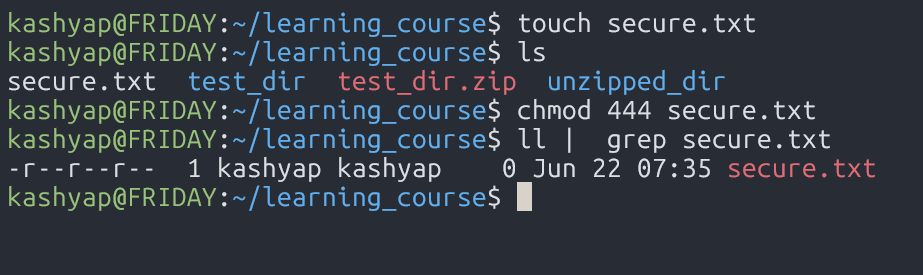 kashyap@FRIDAY:~/learning_course$ touch secure.txt
kashyap@FRIDAY:~/learning_course$ ls
secure.txt  test_dir  test_dir.zip  unzipped_dir
kashyap@FRIDAY:~/learning_course$ chmod 444 secure.txt
kashyap@FRIDAY:~/learning_course$ ll |  grep secure.txt
-r--r--r--  1 kashyap kashyap    0 Jun 22 07:35 secure.txt
kashyap@FRIDAY:~/learning_course$